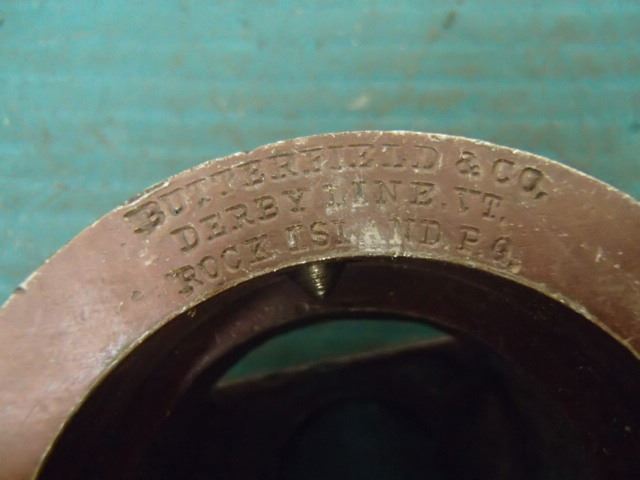 BUTTERFIELD & CO.
DERBY LINE, VT.
ROCK ISLAND, P.Q.